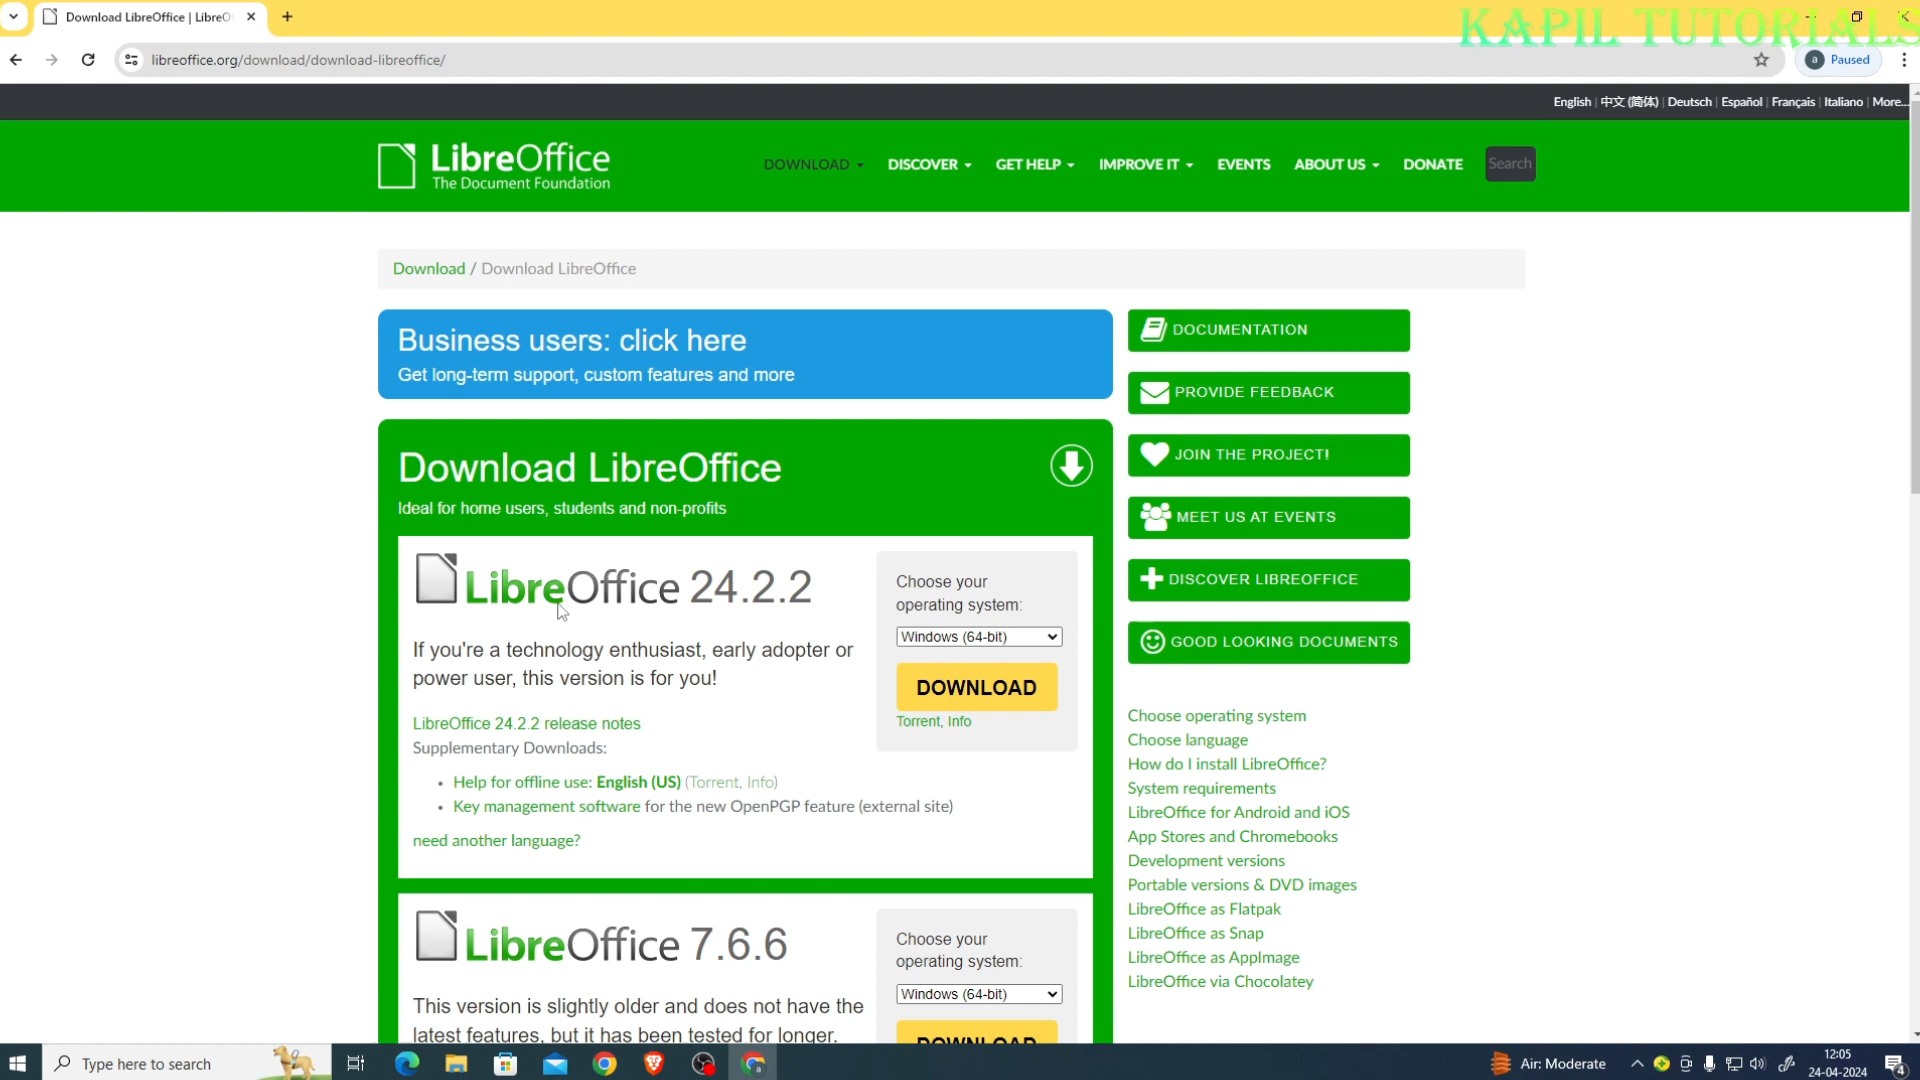 Download LibreOffice | LibreO
KAPIL TUTORIALS
libreoffice.org/download/download-libreoffice/
a Paused
English | 中文 (简体) | Deutsch | Español | Français | Italiano | More...
LibreOffice
The Document Foundation
DOWNLOAD DISCOVER GET HELP IMPROVE IT EVENTS ABOUT US DONATE Search
Download / Download LibreOffice
Business users: click here
Get long-term support, custom features and more
Download LibreOffice
Ideal for home users, students and non-profits
LibreOffice 24.2.2
If you're a technology enthusiast, early adopter or
power user, this version is for you!
LibreOffice 24.2.2 release notes
Supplementary Downloads:
• Help for offline use: English (US) (Torrent, Info)
• Key management software for the new OpenPGP feature (external site)
need another language?
Choose your
operating system:
Windows (64-bit)
DOWNLOAD
Torrent, Info
LibreOffice 7.6.6
This version is slightly older and does not have the
latest features, but it has been tested for longer.
Choose your
operating system:
Windows (64-bit)
DOWNLOAD
DOCUMENTATION
PROVIDE FEEDBACK
JOIN THE PROJECT!
MEET US AT EVENTS
DISCOVER LIBREOFFICE
GOOD LOOKING DOCUMENTS
Choose operating system
Choose language
How do I install LibreOffice?
System requirements
LibreOffice for Android and iOS
App Stores and Chromebooks
Development versions
Portable versions & DVD images
LibreOffice as Flatpak
LibreOffice as Snap
LibreOffice as AppImage
LibreOffice via Chocolatey
Type here to search
Air: Moderate
12:05
24-04-2024
4